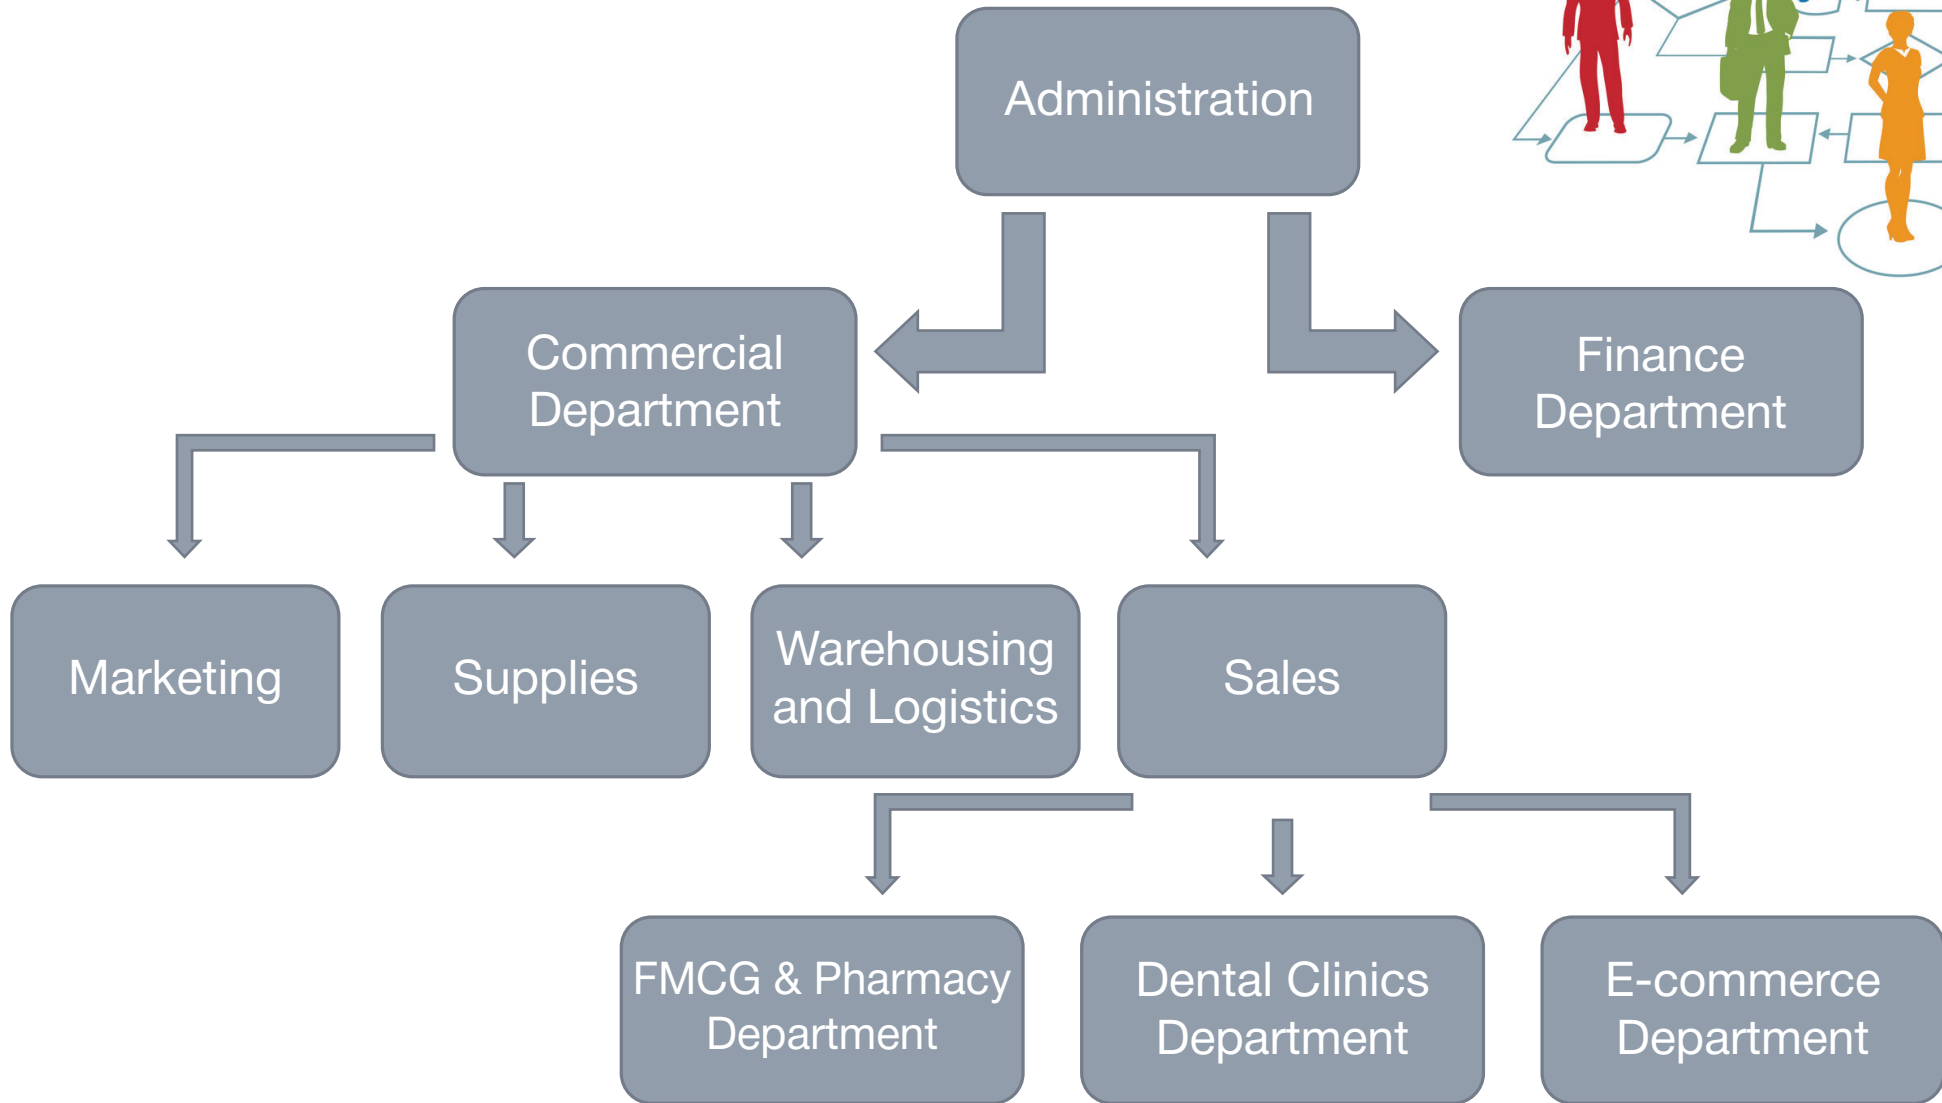 Administration
Commercial
Department
Finance
Department
Marketing
Supplies
Warehousing
and Logistics
Sales
FMCG & Pharmacy
Department
Dental Clinics
Department
E-commerce
Department